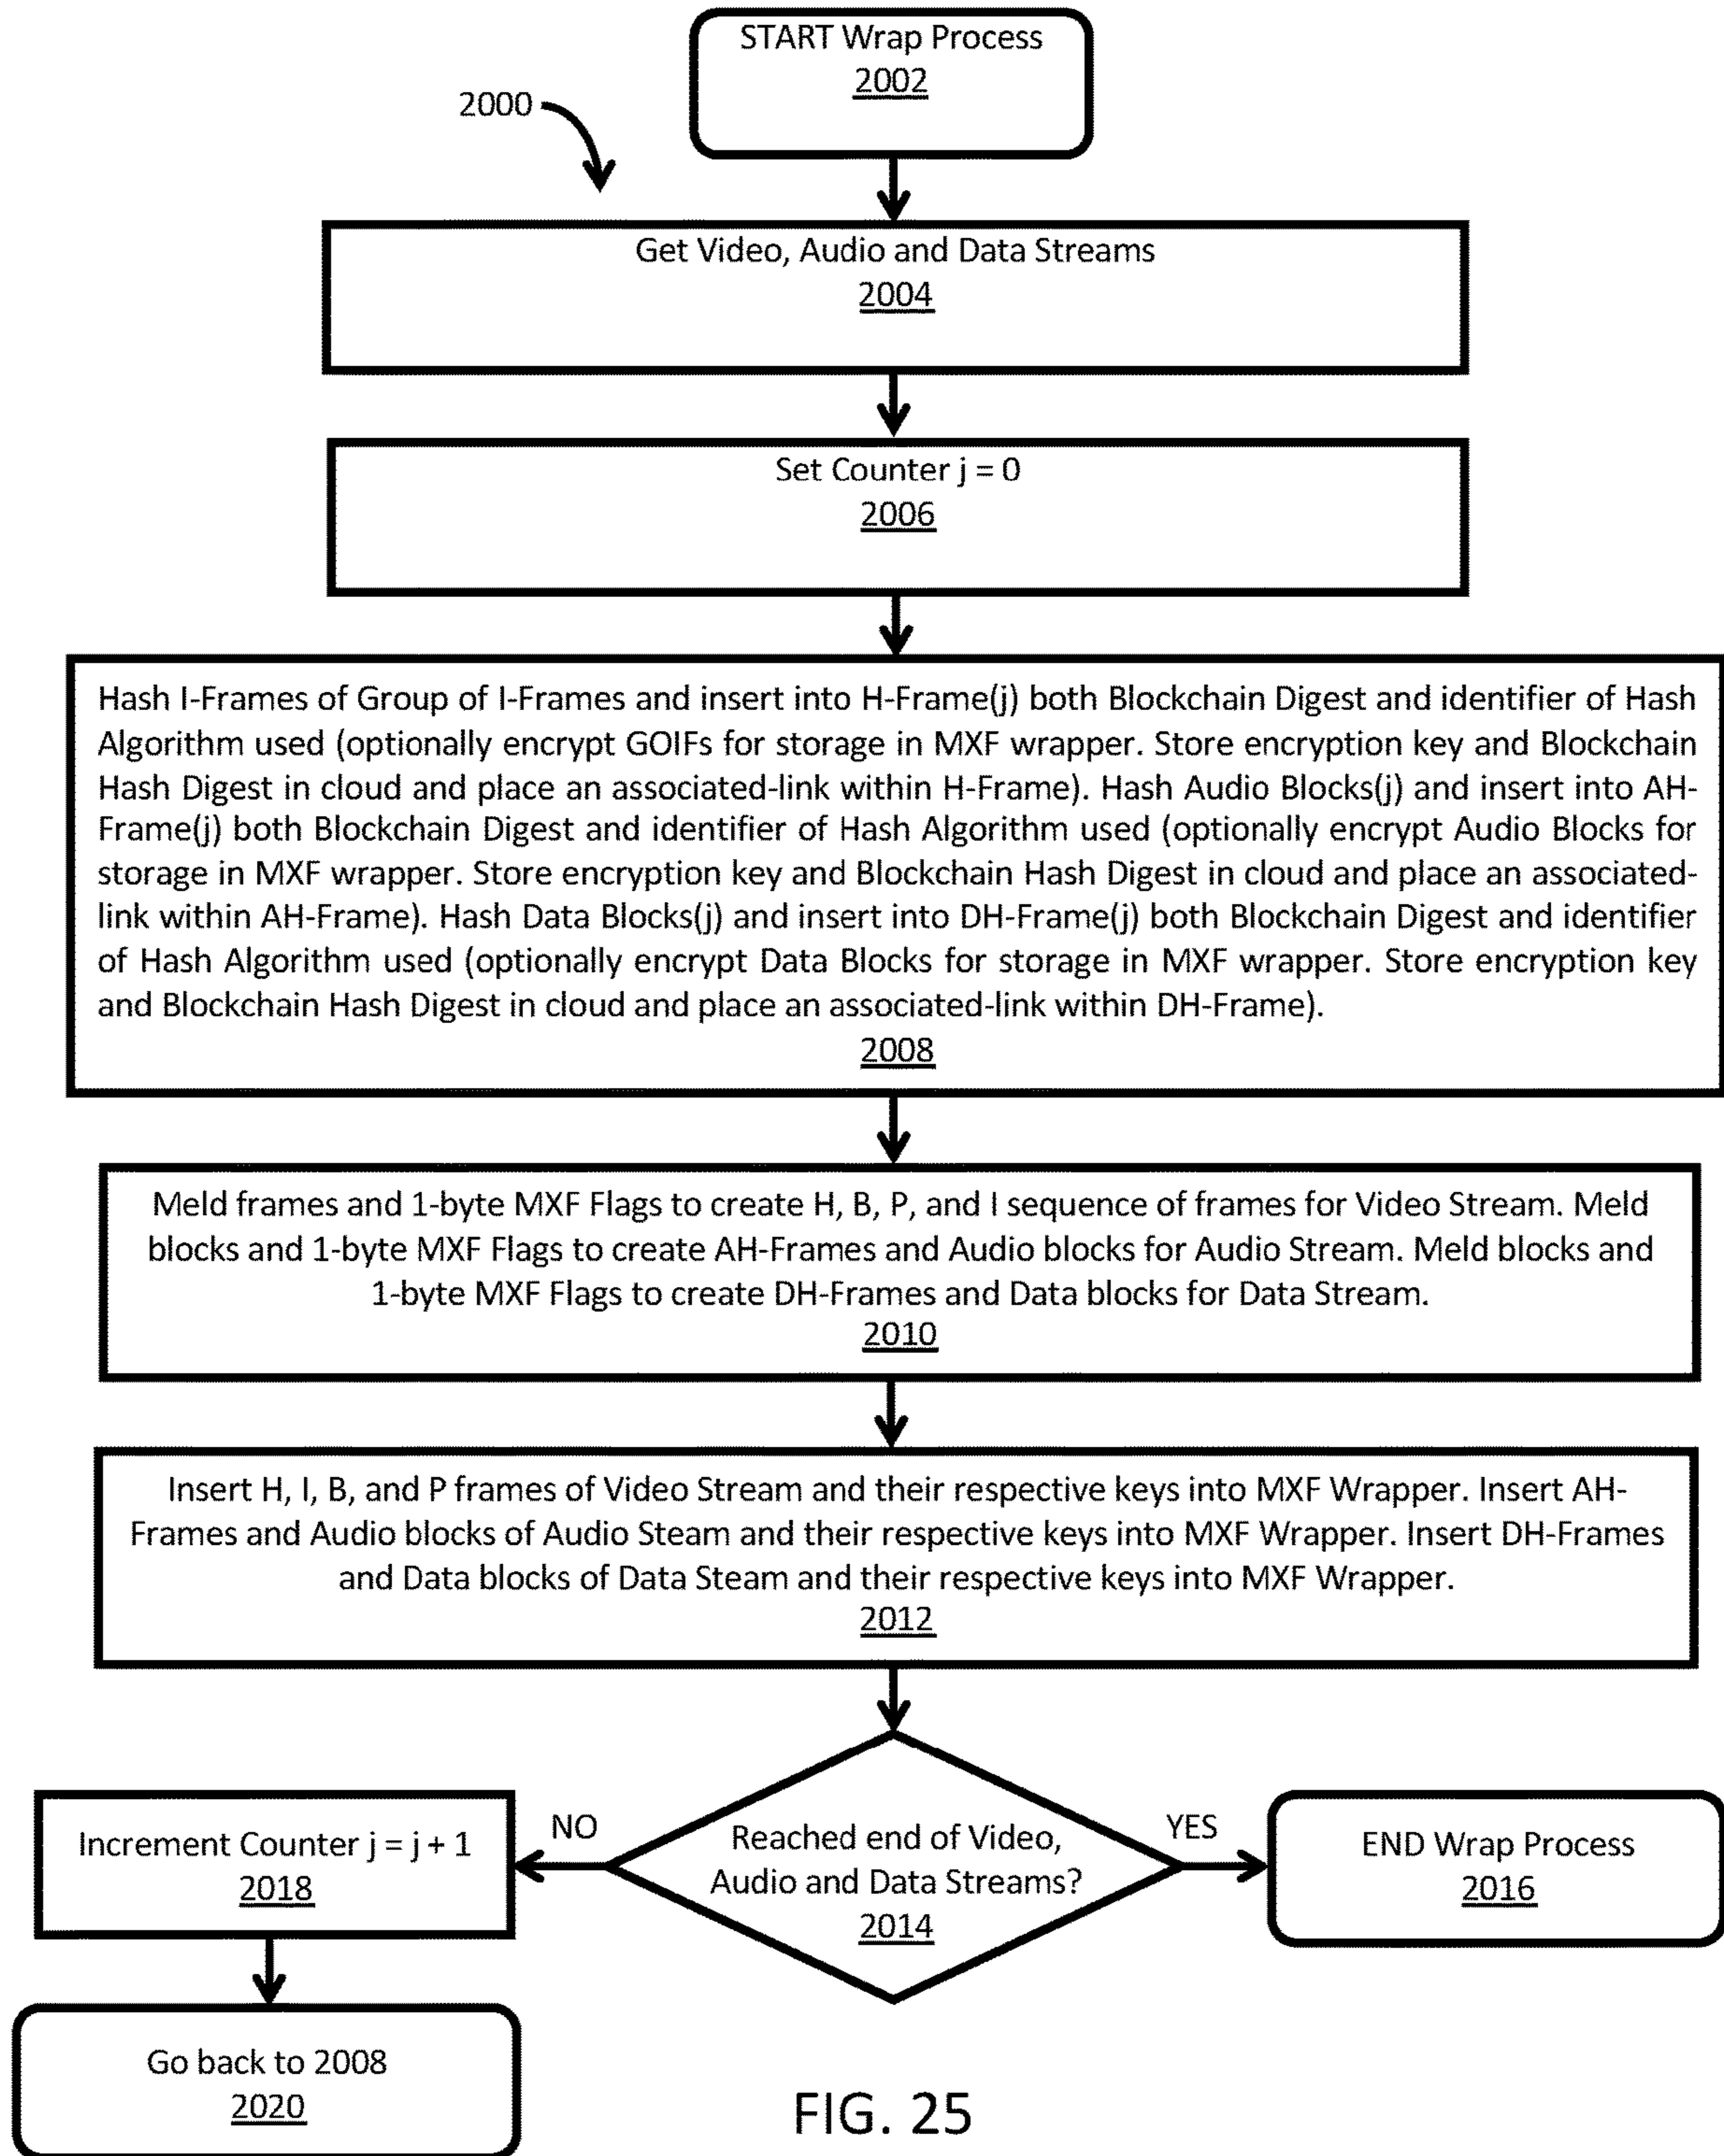 START Wrap Process
2002
2000
Get Video, Audio and Data Streams
2004
Set Counter j = 0
2006
Hash I-Frames of Group of I-Frames and insert into H-Frame(j) both Blockchain Digest and identifier of Hash
Algorithm used (optionally encrypt GOIFs for storage in MXF wrapper. Store encryption key and Blockchain
Hash Digest in cloud and place an associated-link within H-Frame). Hash Audio Blocks(j) and insert into AH-
Frame(j) both Blockchain Digest and identifier of Hash Algorithm used (optionally encrypt Audio Blocks for
storage in MXF wrapper. Store encryption key and Blockchain Hash Digest in cloud and place an associated-
link within AH-Frame). Hash Data Blocks(j) and insert into DH-Frame(j) both Blockchain Digest and identifier
of Hash Algorithm used (optionally encrypt Data Blocks for storage in MXF wrapper. Store encryption key
and Blockchain Hash Digest in cloud and place an associated-link within DH-Frame).
2008
Meld frames and 1-byte MXF Flags to create H, B, P, and I sequence of frames for Video Stream. Meld
blocks and 1-byte MXF Flags to create AH-Frames and Audio blocks for Audio Stream. Meld blocks and
1-byte MXF Flags to create DH-Frames and Data blocks for Data Stream.
2010
Insert H, I, B, and P frames of Video Stream and their respective keys into MXF Wrapper. Insert AH-
Frames and Audio blocks of Audio Steam and their respective keys into MXF Wrapper. Insert DH-Frames
and Data blocks of Data Steam and their respective keys into MXF Wrapper.
2012
Reached end of Video,
Audio and Data Streams?
2014
NO
YES
Increment Counter j = j + 1
2018
END Wrap Process
2016
Go back to 2008
2020
FIG. 25